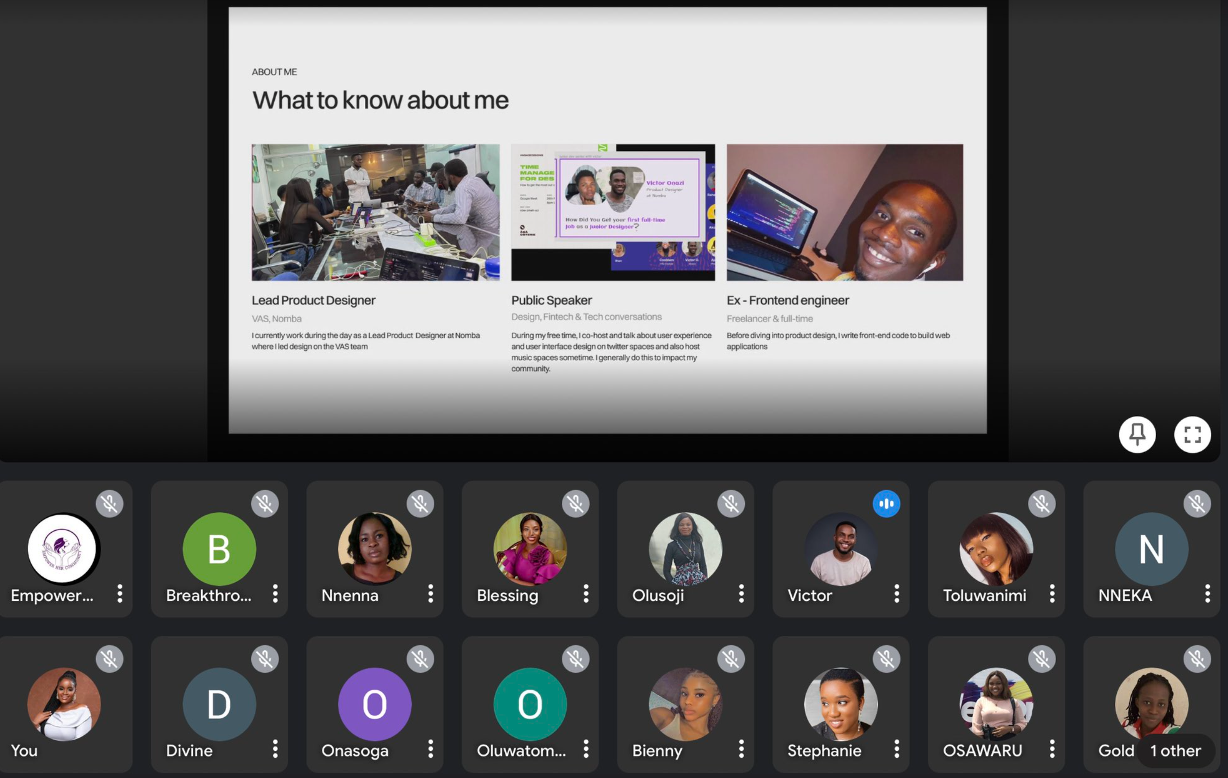 ABOUT ME
What to know about me
TIME
MANAGE
FOR DES
Victor Ooazi
Product Designer
at Nomba
How Did You Get your first full-time
job as a Junior Designer?
Lead Product Designer
VAS, Nomba
I currently work during the day as a Lead Product Designer at Nomba
where I led design on the VAS team
Public Speaker
Design, Fintech & Tech conversations
During my free time, I co-host and talk about user experience
and user interface design on twitter spaces and also host
music spaces sometime. I generally do this to impact my
community.
Ex - Frontend engineer
Freelancer & full-time
Before diving into product design, I write front-end code to build web
applications
Empower...
B
Breakthro...
Nnenna
Blessing
Olusoji
Victor
Toluwanimi
N
NNEKA
You
D
Divine
O
Onasoga
O
Oluwatom...
Bienny
Stephanie
OSAWARU
Gold
1 other